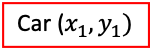 Car (𝑥₁, 𝑦₁)